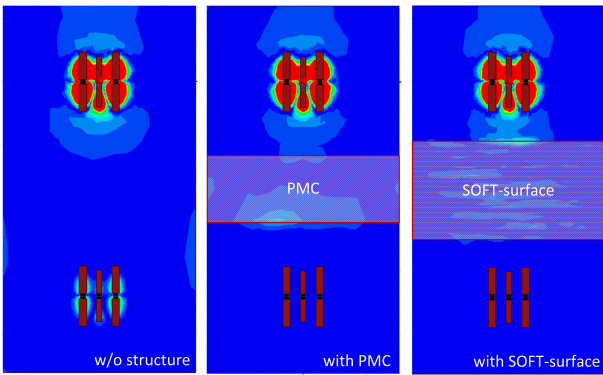 PMC
SOFT-surface
w/o structure
with PMC
with SOFT-surface